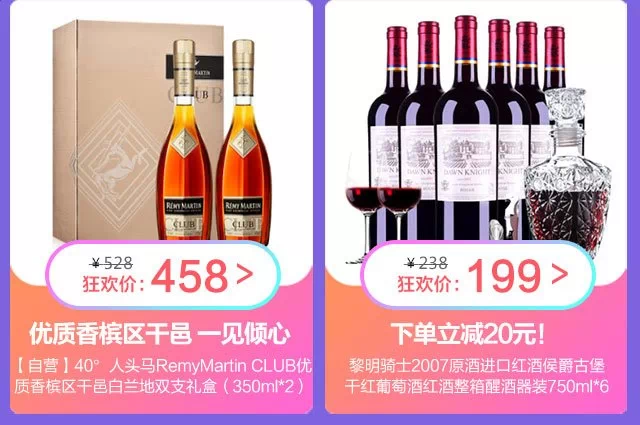 CLUB
RÉMY MARTIN
CLUB
RÉMY MARTIN
CLUB
¥528
狂欢价: 458 >
优质香槟区干邑 一见倾心
【自营】40°人头马RemyMartin CLUB优
质香槟区干邑白兰地双支礼盒（350ml*2）
DAWN KNIGHT
DAWN KNIGHT
DAWN KNIGHT
¥238
狂欢价: 199 >
下单立减20元!
黎明骑士2007原酒进口红酒侯爵古堡
干红葡萄酒红酒整箱醒酒器装750ml*6